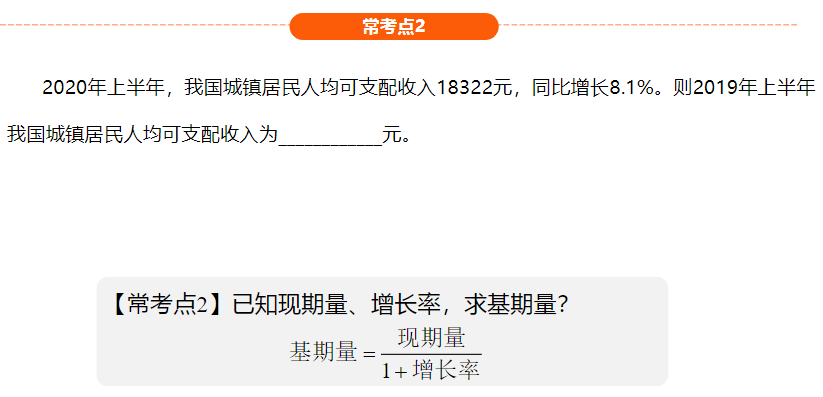 常考点2
2020年上半年，我国城镇居民人均可支配收入18322元，同比增长8.1%。则2019年上半年
我国城镇居民人均可支配收入为____________元。
【常考点2】已知现期量、增长率，求基期量？
基期量 = 现期量 / 1 + 增长率